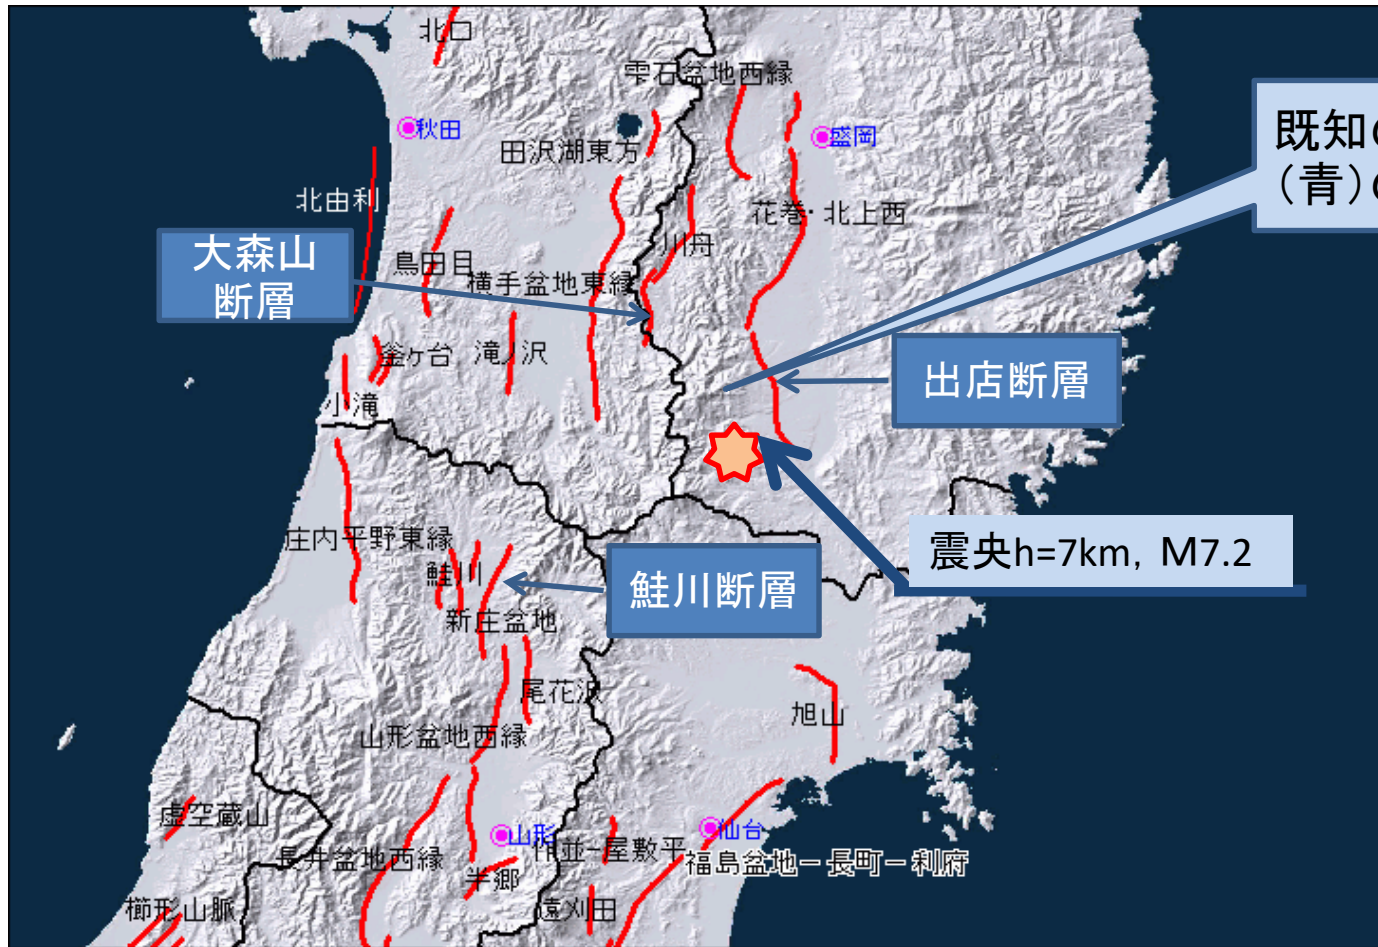 北口
雫石盆地西縁
秋田
田沢湖東方
盛岡
既知の
（青）の
北由利
花巻・北上西
大森山
断層
鳥田目
川舟
横手盆地東縁
釜ヶ台
滝ノ沢
出店断層
小滝
庄内平野東縁
鮭川
震央h=7km, M7.2
鮭川断層
新庄盆地
尾花沢
旭山
山形盆地西縁
虚空蔵山
山形
仙台
長井盆地西縁
作並ー屋敷平
福島盆地ー長町ー利府
半郷
櫛形山脈
遠刈田